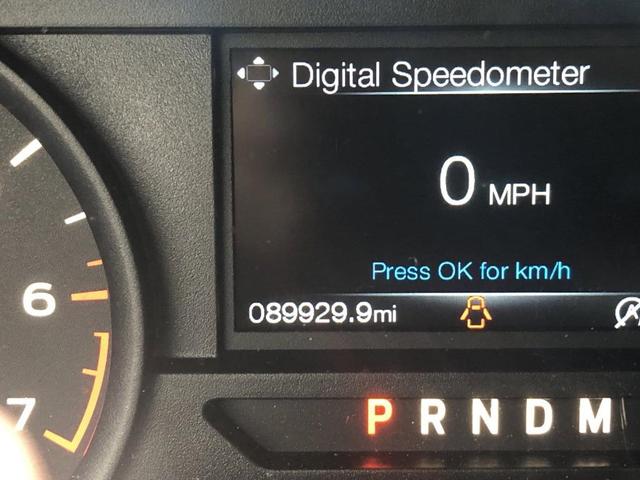 Digital Speedometer
0 MPH
Press OK for km/h
089929.9mi
6
7
P R N D M